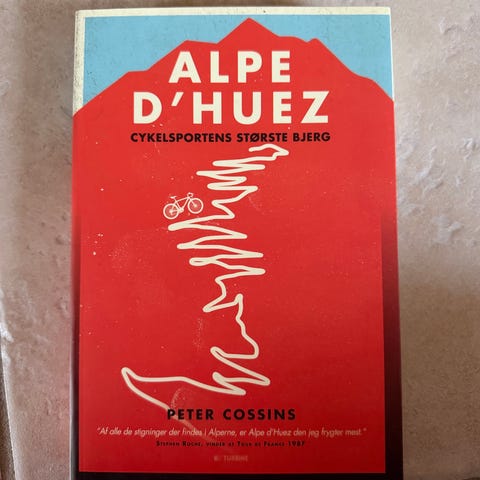 ALPE
D'HUEZ
CYKELSPORTENS STØRSTE BJERG
PETER COSSINS
"Af alle de stigninger der findes i Alperne, er Alpe d'Huez den jeg frygter mest."
STEPHEN ROCHE, VINDER AF TOUR DE FRANCE 1987
TURBINE